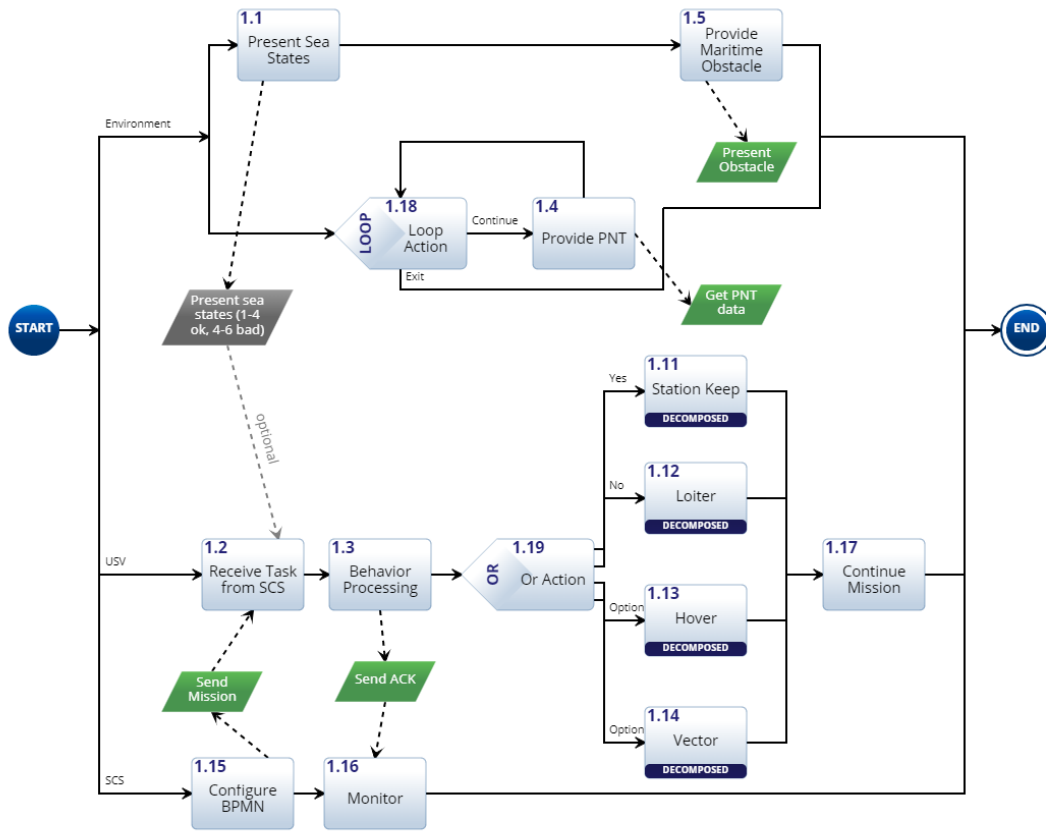 1.1
Present Sea
States
1.5
Provide
Maritime
Obstacle
Environment
Present
Obstacle
1.18
LOOP
Loop
Action
Continue
1.4
Provide PNT
Exit
Present sea
states (1-4
ok, 4-6 bad)
Get PNT
data
START
END
optional
Yes
1.11
Station Keep
DECOMPOSED
No
1.12
Loiter
DECOMPOSED
USV
1.2
Receive Task
from SCS
1.3
Behavior
Processing
1.19
OR
Or Action
1.17
Continue
Mission
Option
1.13
Hover
DECOMPOSED
Send
Mission
Send ACK
Option
1.14
Vector
DECOMPOSED
SCS
1.15
Configure
BPMN
1.16
Monitor